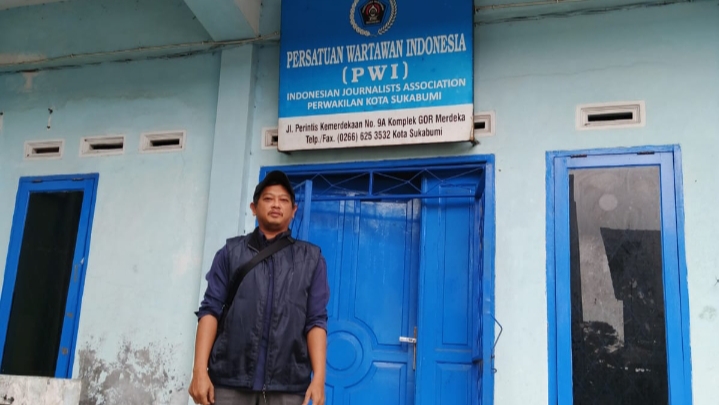 PERSATUAN WARTAWAN INDONESIA
(PWI)
INDONESIAN JOURNALISTS ASSOCIATION
PERWAKILAN KOTA SUKABUMI
Jl. Perintis Kemerdekaan No. 9A Komplek GOR Merdeka
Telp./Fax. (0266) 625 3532 Kota Sukabumi